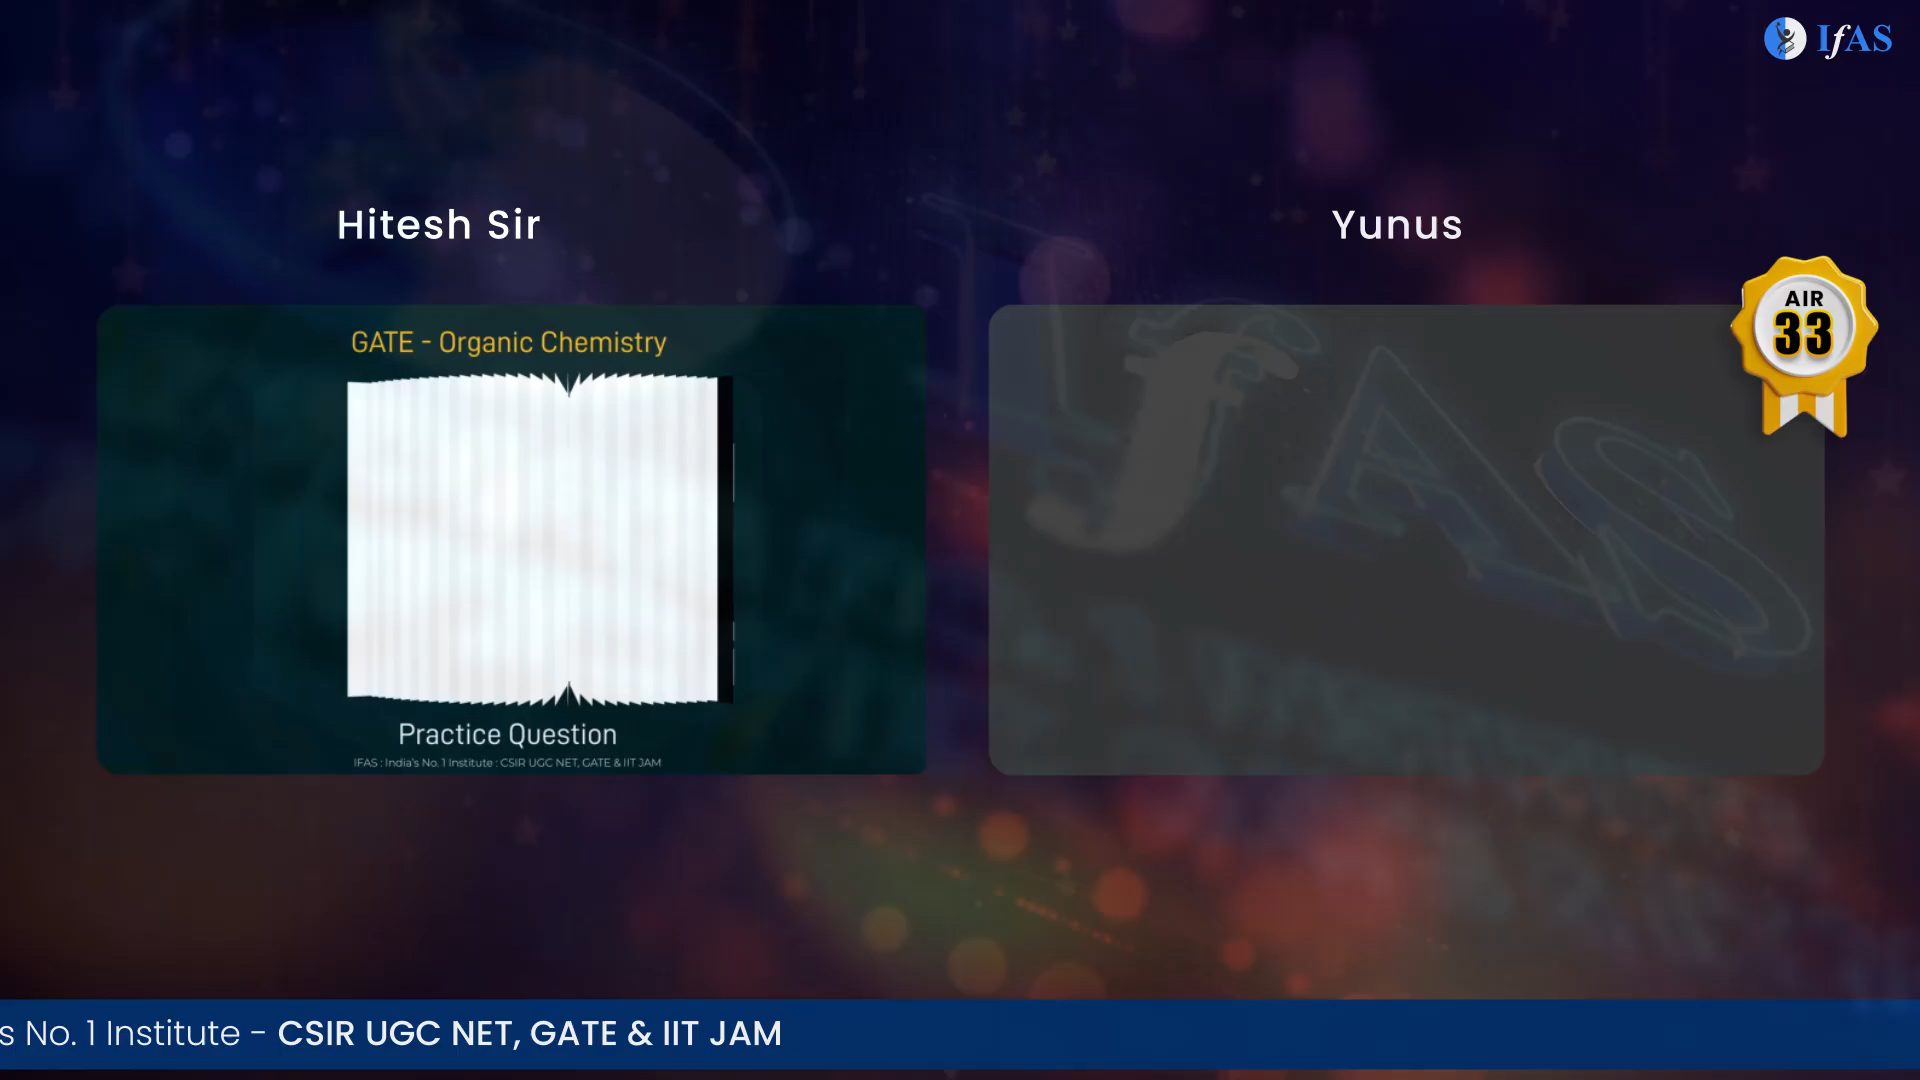 IfAS
Hitesh Sir
Yunus
AIR
33
GATE - Organic Chemistry
Practice Question
IFAS : India's No. 1 Institute : CSIR UGC NET, GATE & IIT JAM
s No. 1 Institute - CSIR UGC NET, GATE & IIT JAM